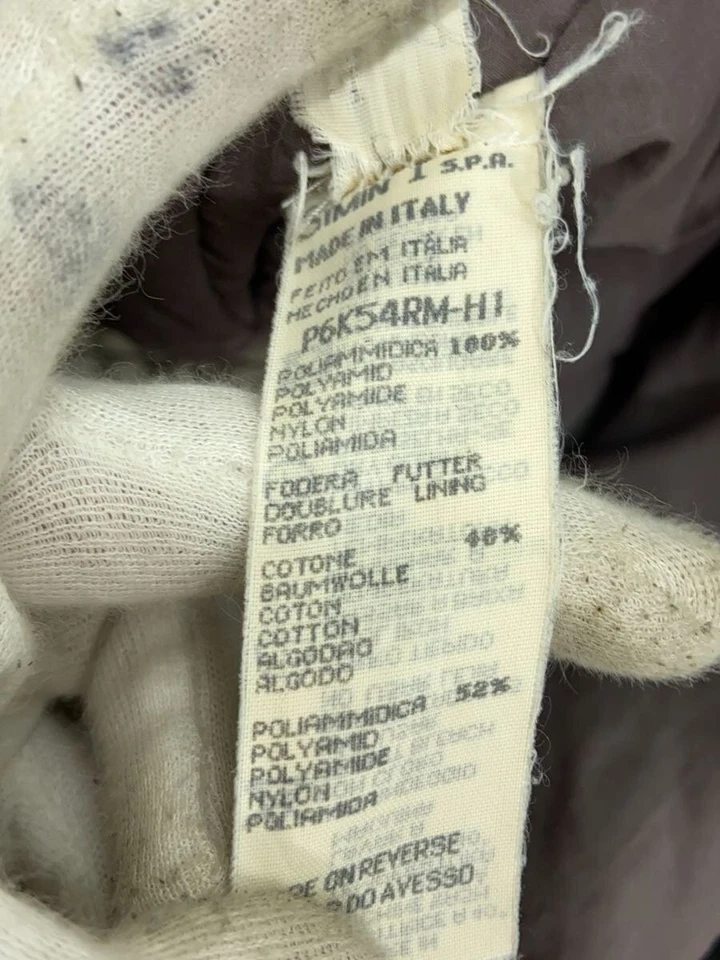 SIMINT S.P.A.
MADE IN ITALY
FEITO EM ITÁLIA
HECHO EN ITALIA
P6K54RM-H1
POLIAMMIDICA 100%
POLYAMID
POLYAMIDE
NYLON
POLIAMIDA
FODERA FUTTER
DOUBLURE LINING
FORRO
COTONE 48%
BAUMWOLLE
COTON
COTTON
ALGODAO
ALGODO
POLIAMMIDICA 52%
POLYAMID
POLYAMIDE
NYLON
POLIAMIDA
ON REVERSE
DO AVESSO